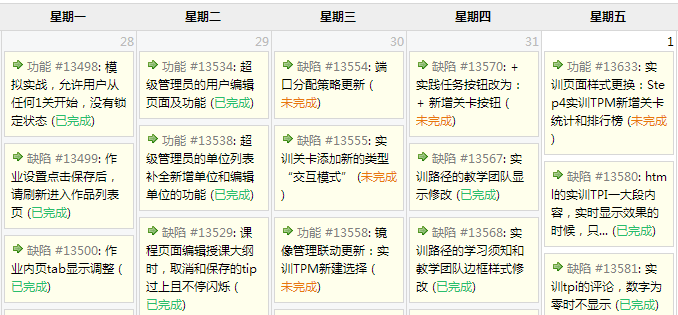 星期一
星期二
星期三
星期四
星期五
28
29
30
31
1
功能 #13498: 模
拟实战，允许用户从
任何1关开始，没有锁
定状态 (已完成)
缺陷 #13499: 作
业设置点击保存后，
请刷新进入作品列表
页 (已完成)
缺陷 #13500: 作
业内页tab显示调整 (
已完成)
功能 #13534: 超
级管理员的用户编辑
页面及功能 (已完成)
功能 #13538: 超
级管理员的单位列表
补全新增单位和编辑
单位的功能 (已完成)
缺陷 #13529: 课
程页面编辑授课大纲
时，取消和保存的tip
过上且不停闪烁 (
已完成)
缺陷 #13554: 端
口分配策略更新 (
未完成)
缺陷 #13555: 实
训关卡添加新的类型
“交互模式” (未完成
)
功能 #13558: 镜
像管理联动更新：实
训TPM新建选择 (
未完成)
缺陷 #13570: +
实践任务按钮改为：
+ 新增关卡按钮 (
未完成)
缺陷 #13567: 实
训路径的教学团队显
示修改 (已完成)
缺陷 #13568: 实
训路径的学习须知和
教学团队边框样式修
改 (已完成)
功能 #13633: 实
训页面样式更换：Ste
p4实训TPM新增关卡
统计和排行榜 (未完成
)
缺陷 #13580: htm
l的实训TPI一大段内
容，实时显示效果的
时候，只... (已完成)
缺陷 #13581: 实
训tpi的评论，数字为
零时不显示 (已完成)